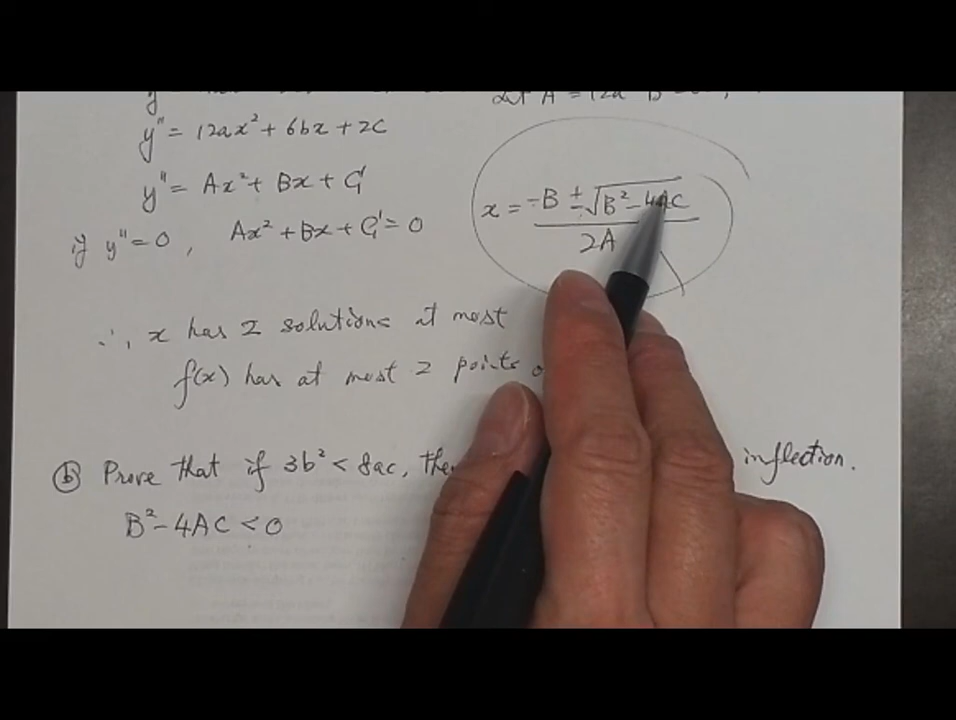 y" = 12ax² + 6bx + 2C
y" = Ax² + Bx + C
if y" = 0, Ax² + Bx + C = 0
x = -B ± √B² - 4AC
2A
∴, x has 2 solutions at most
f(x) has at most 2 points
ⓑ Prove that if 3b² < 8ac, inflection.
B² - 4AC < 0